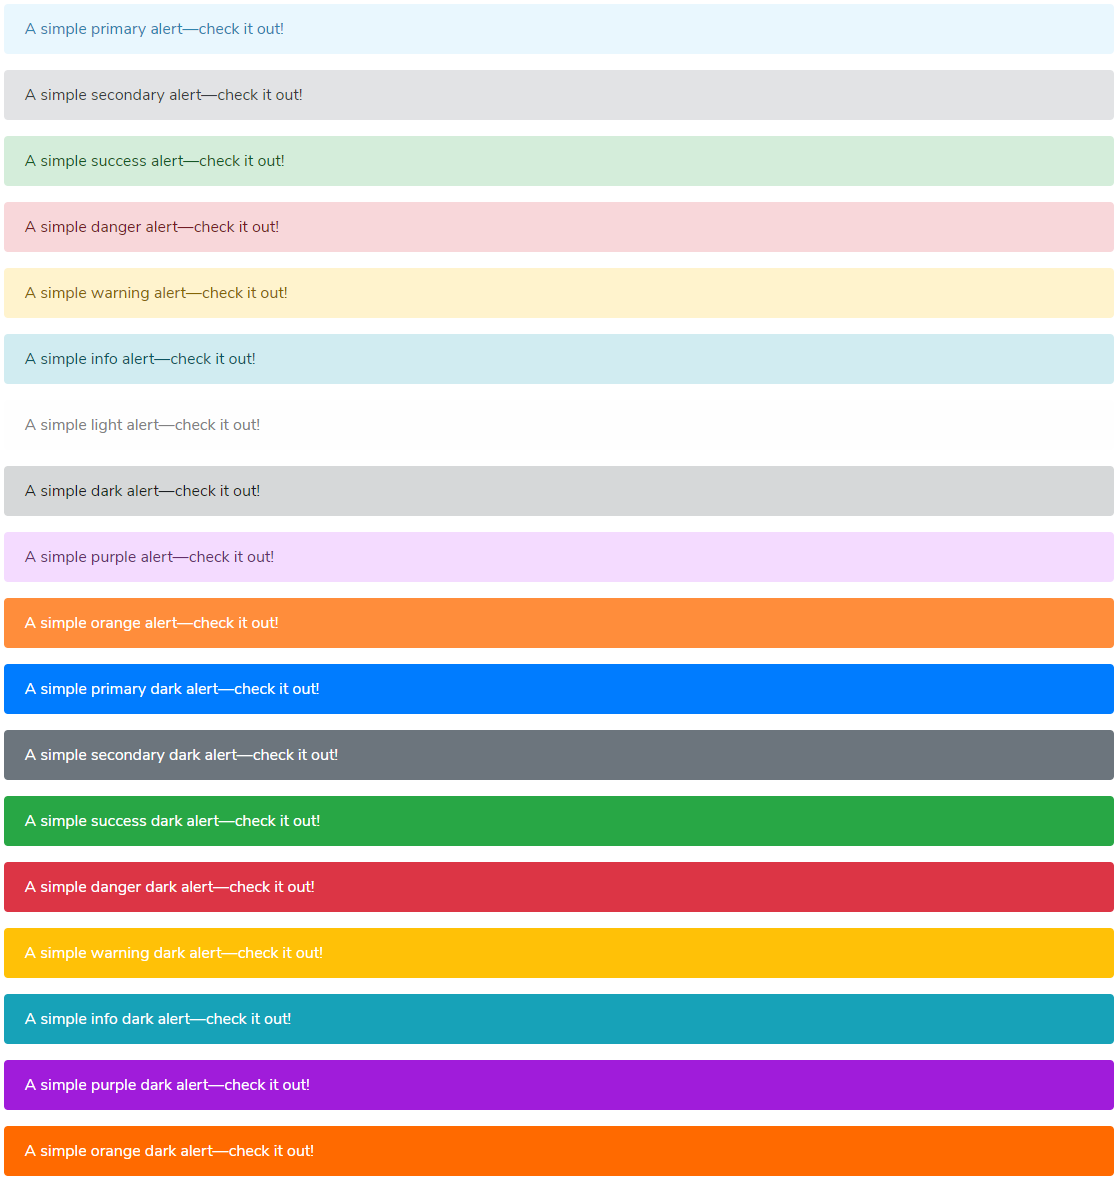 A simple primary alert—check it out!
A simple secondary alert—check it out!
A simple success alert—check it out!
A simple danger alert—check it out!
A simple warning alert—check it out!
A simple info alert—check it out!
A simple light alert—check it out!
A simple dark alert—check it out!
A simple purple alert—check it out!
A simple orange alert—check it out!
A simple primary dark alert—check it out!
A simple secondary dark alert—check it out!
A simple success dark alert—check it out!
A simple danger dark alert—check it out!
A simple warning dark alert—check it out!
A simple info dark alert—check it out!
A simple purple dark alert—check it out!
A simple orange dark alert—check it out!